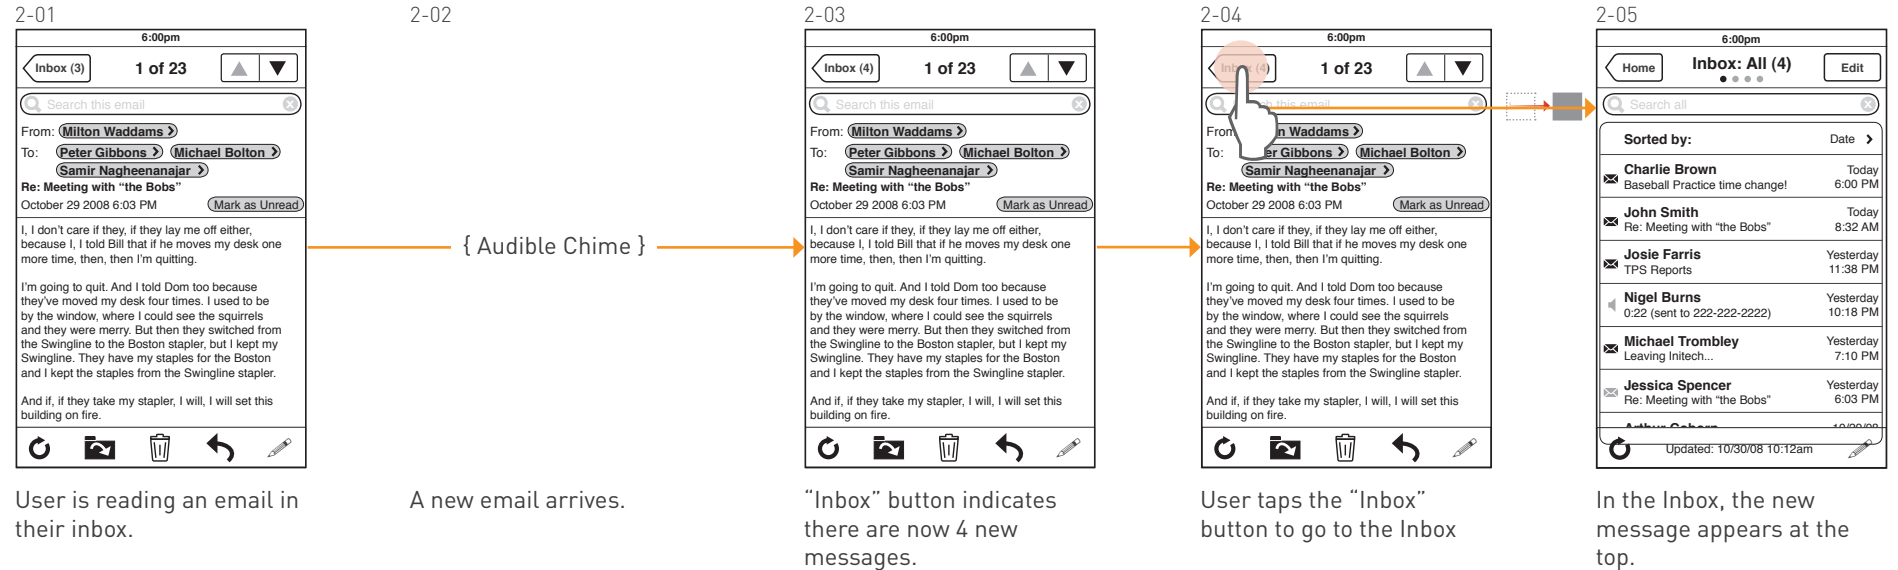 2-01
6:00pm
Inbox (3)
1 of 23
Search this email
From: Milton Waddams
To: Peter Gibbons Michael Bolton
Samir Nagheenanajar
Re: Meeting with “the Bobs”
October 29 2008 6:03 PM Mark as Unread
I, I don’t care if they, if they lay me off either,
because I, I told Bill that if he moves my desk one
more time, then, then I’m quitting.
I’m going to quit. And I told Dom too because
they’ve moved my desk four times. I used to be
by the window, where I could see the squirrels
and they were merry. But then they switched from
the Swingline to the Boston stapler, but I kept my
Swingline. They have my staples for the Boston
and I kept the staples from the Swingline stapler.
And if, if they take my stapler, I will, I will set this
building on fire.
User is reading an email in
their inbox.
2-02
{ Audible Chime }
A new email arrives.
2-03
6:00pm
Inbox (4)
1 of 23
Search this email
From: Milton Waddams
To: Peter Gibbons Michael Bolton
Samir Nagheenanajar
Re: Meeting with “the Bobs”
October 29 2008 6:03 PM Mark as Unread
I, I don’t care if they, if they lay me off either,
because I, I told Bill that if he moves my desk one
more time, then, then I’m quitting.
I’m going to quit. And I told Dom too because
they’ve moved my desk four times. I used to be
by the window, where I could see the squirrels
and they were merry. But then they switched from
the Swingline to the Boston stapler, but I kept my
Swingline. They have my staples for the Boston
and I kept the staples from the Swingline stapler.
And if, if they take my stapler, I will, I will set this
building on fire.
“Inbox” button indicates
there are now 4 new
messages.
2-04
6:00pm
Inbox (4)
1 of 23
this email
From Waddams
To: Gibbons Michael Bolton
Samir Nagheenanajar
Re: Meeting with “the Bobs”
October 29 2008 6:03 PM Mark as Unread
I, I don’t care if they, if they lay me off either,
because I, I told Bill that if he moves my desk one
more time, then, then I’m quitting.
I’m going to quit. And I told Dom too because
they’ve moved my desk four times. I used to be
by the window, where I could see the squirrels
and they were merry. But then they switched from
the Swingline to the Boston stapler, but I kept my
Swingline. They have my staples for the Boston
and I kept the staples from the Swingline stapler.
And if, if they take my stapler, I will, I will set this
building on fire.
User taps the “Inbox”
button to go to the Inbox
2-05
6:00pm
Home
Inbox: All (4)
Edit
Search all
Sorted by: Date
Charlie Brown Today
Baseball Practice time change! 6:00 PM
John Smith Today
Re: Meeting with “the Bobs” 8:32 AM
Josie Farris Yesterday
TPS Reports 11:38 PM
Nigel Burns Yesterday
0:22 (sent to 222-222-2222) 10:18 PM
Michael Trombley Yesterday
Leaving Initech... 7:10 PM
Jessica Spencer Yesterday
Re: Meeting with “the Bobs” 6:03 PM
Updated: 10/30/08 10:12am
In the Inbox, the new
message appears at the
top.